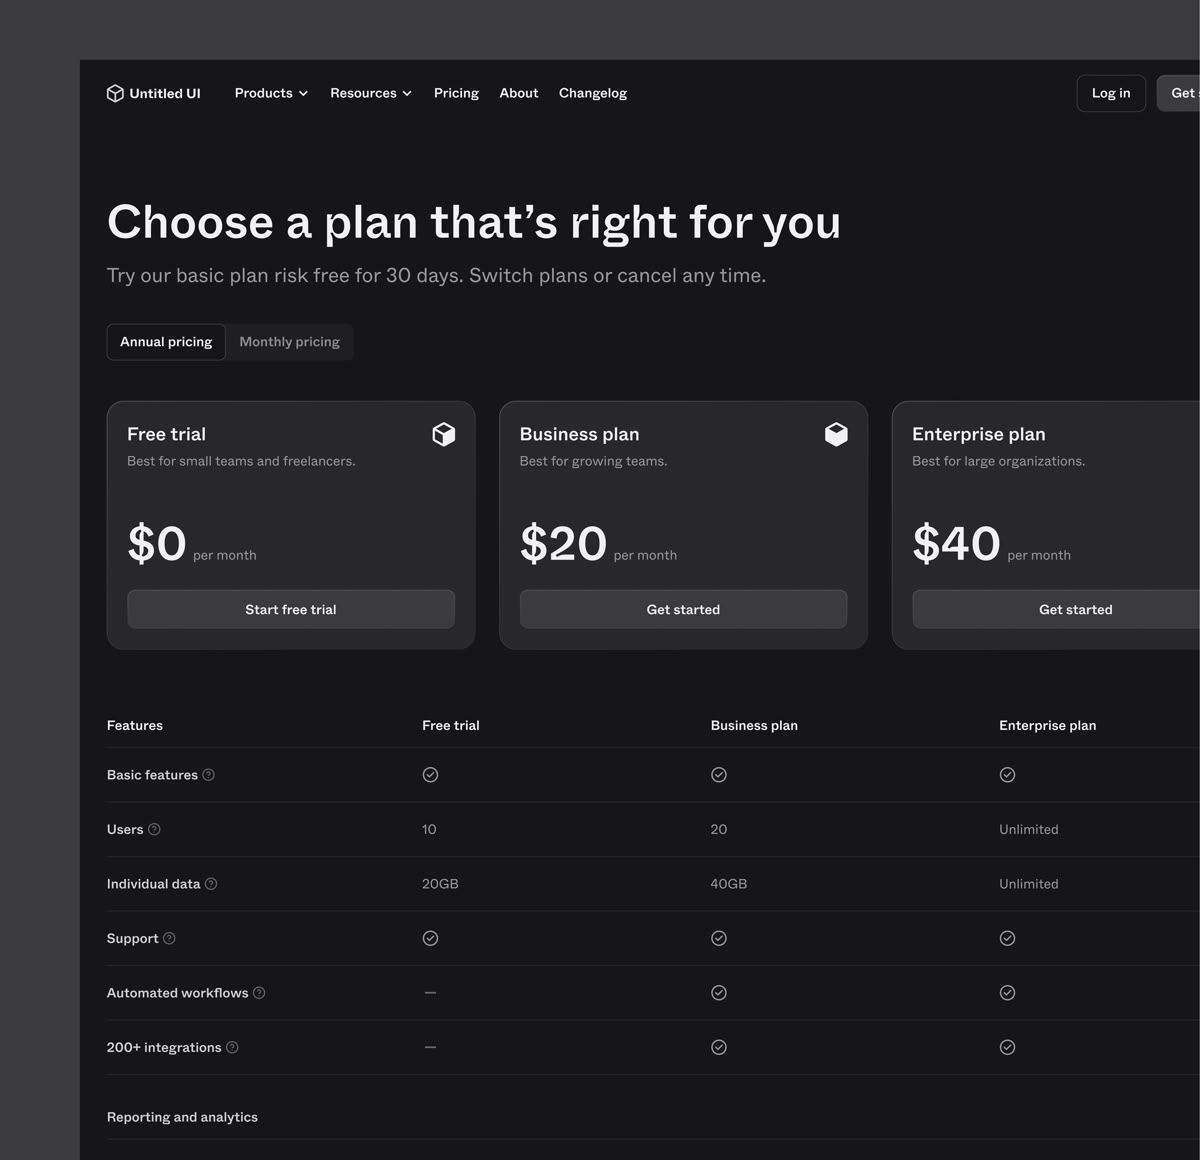 Untitled UI Products Resources Pricing About Changelog Log in Get
Choose a plan that’s right for you
Try our basic plan risk free for 30 days. Switch plans or cancel any time.
Annual pricing Monthly pricing
Free trial
Best for small teams and freelancers.
$0 per month
Start free trial
Business plan
Best for growing teams.
$20 per month
Get started
Enterprise plan
Best for large organizations.
$40 per month
Get started
Features Free trial Business plan Enterprise plan
Basic features
Users 10 20 Unlimited
Individual data 20GB 40GB Unlimited
Support
Automated workflows —
200+ integrations —
Reporting and analytics